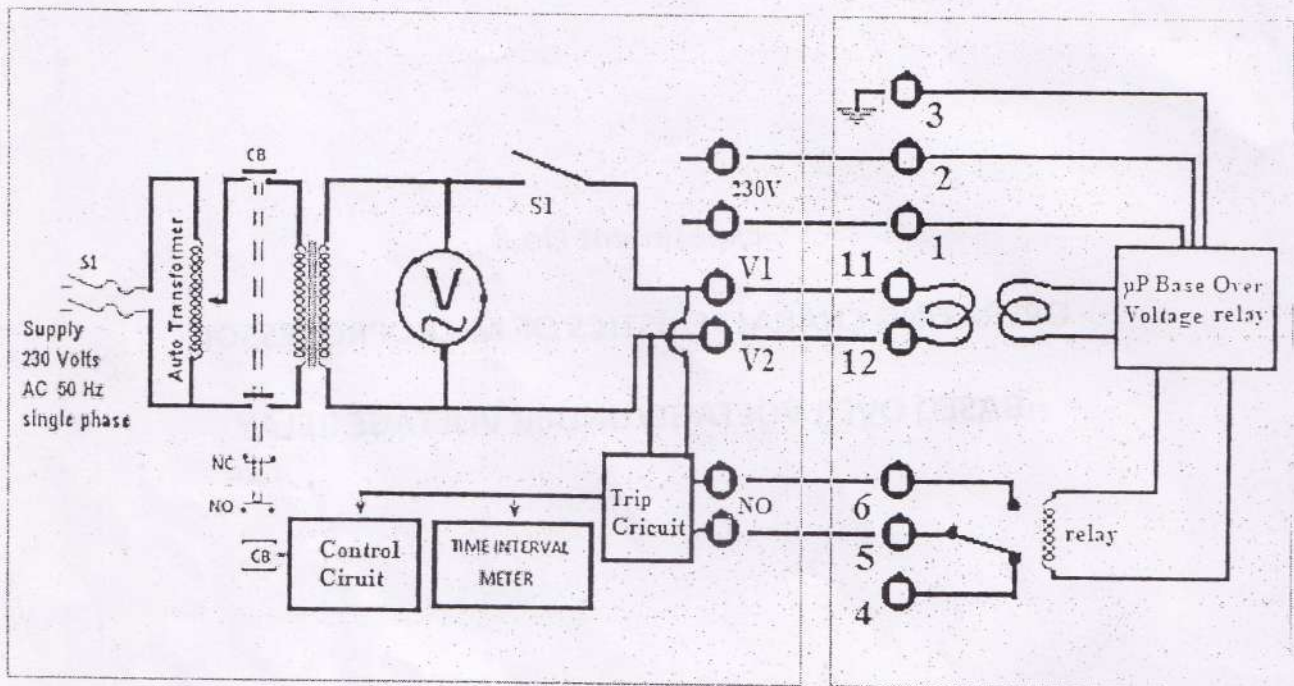 3
CB
2
230V
S1
1
S1
Auto Transformer
V
V1
11
µP Base Over
Voltage relay
Supply
230 Volts
AC 50 Hz
single phase
V2
12
NC
NO
Trip
Cricuit
NO
6
CB
Control
Ciruit
TIME INTERVAL
METER
5
relay
4